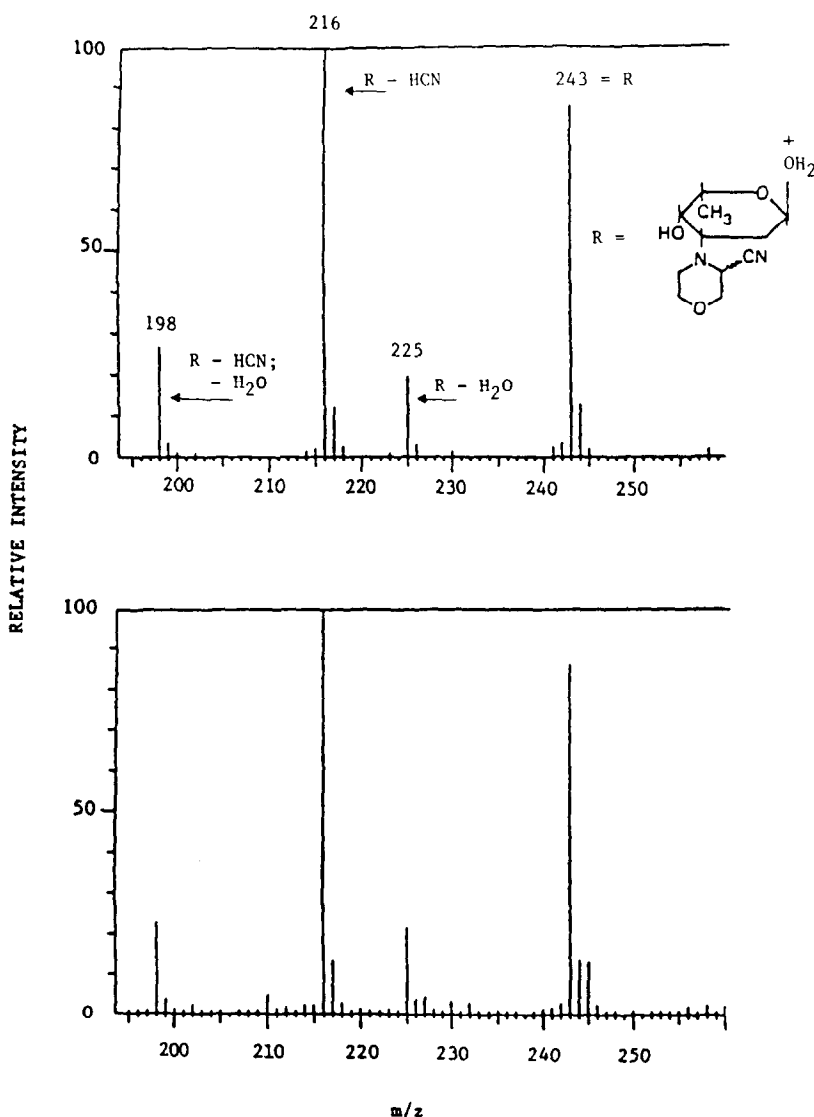 216
100
R - HCN
243 = R
+
OH2
O
CH3
HO
R =
N
CN
O
50
198
R - HCN;
- H2O
225
R - H2O
0
200 210 220 230 240 250
RELATIVE INTENSITY
100
50
0
200 210 220 230 240 250
m/z